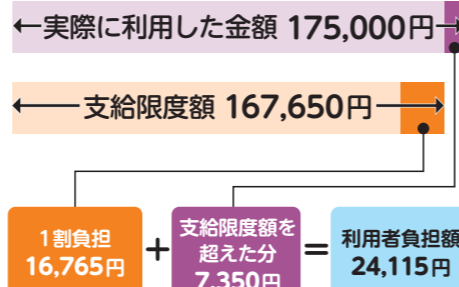 実際に利用した金額 175,000円
支給限度額 167,650円
1割負担
16,765円
+
支給限度額を
超えた分
7,350円
=
利用者負担額
24,115円